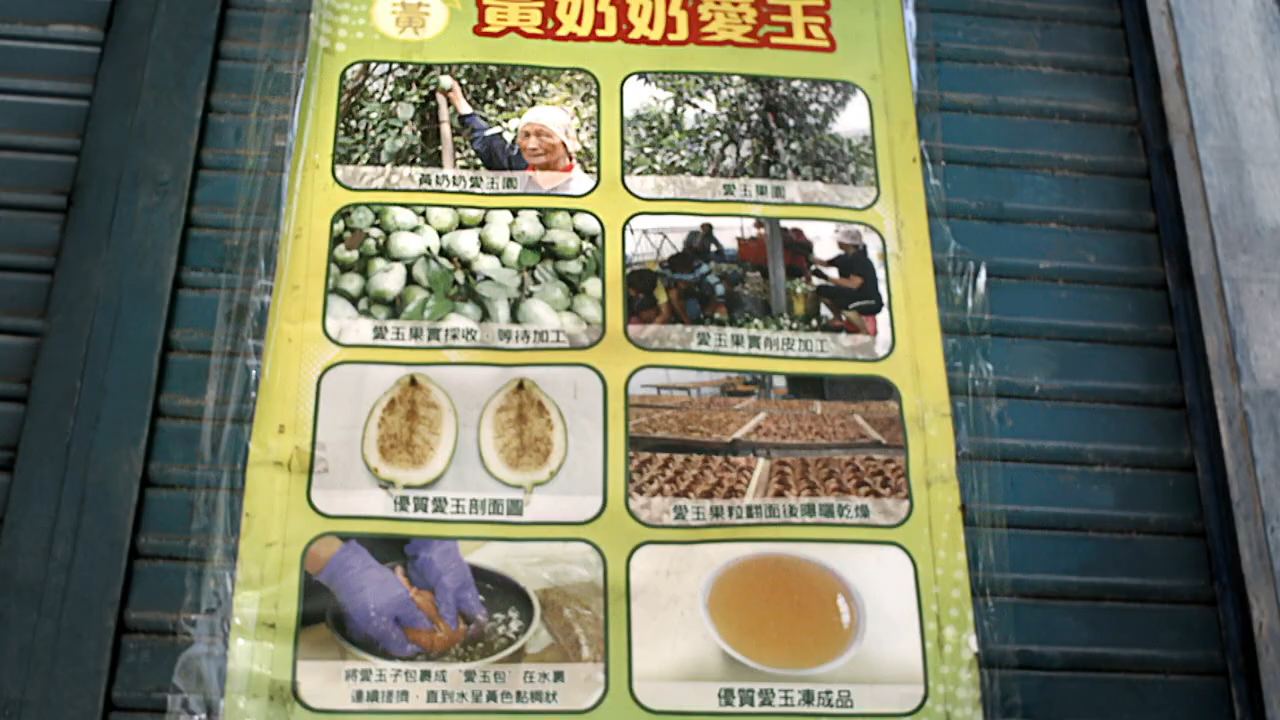 黃
黃奶奶愛玉
黃奶奶愛玉園
愛玉果園
愛玉果實採收，等待加工
愛玉果實削皮加工
優質愛玉剖面圖
愛玉果粒翻面後曝曬乾燥
將愛玉子包裹成‘愛玉包’在水裏
連續搓擠，直到水呈黃色黏稠狀
優質愛玉凍成品